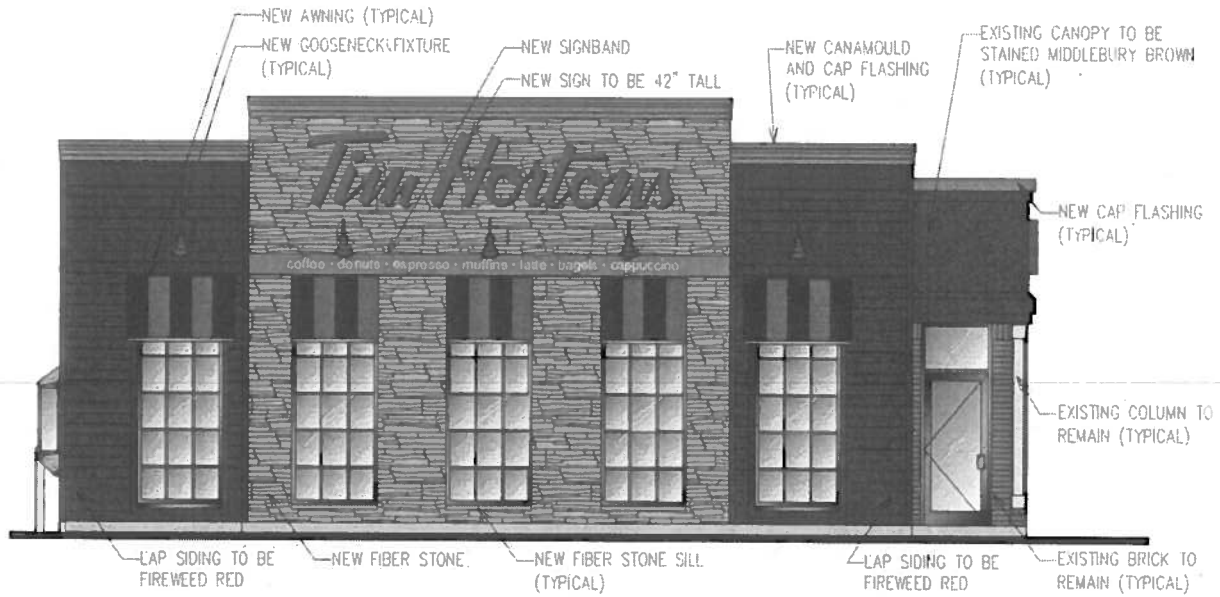 NEW AWNING (TYPICAL)
NEW GOOSENECK FIXTURE
(TYPICAL)
NEW SIGNBAND
NEW SIGN TO BE 42" TALL
NEW CANAMOULD
AND CAP FLASHING
(TYPICAL)
EXISTING CANOPY TO BE
STAINED MIDDLEBURY BROWN
(TYPICAL)
Tim Hortons
NEW CAP FLASHING
(TYPICAL)
coffee · donuts · espresso · muffins · latte · bagels · cappuccino
EXISTING COLUMN TO
REMAIN (TYPICAL)
LAP SIDING TO BE
FIREWEED RED
NEW FIBER STONE
NEW FIBER STONE SILL
(TYPICAL)
LAP SIDING TO BE
FIREWEED RED
EXISTING BRICK TO
REMAIN (TYPICAL)